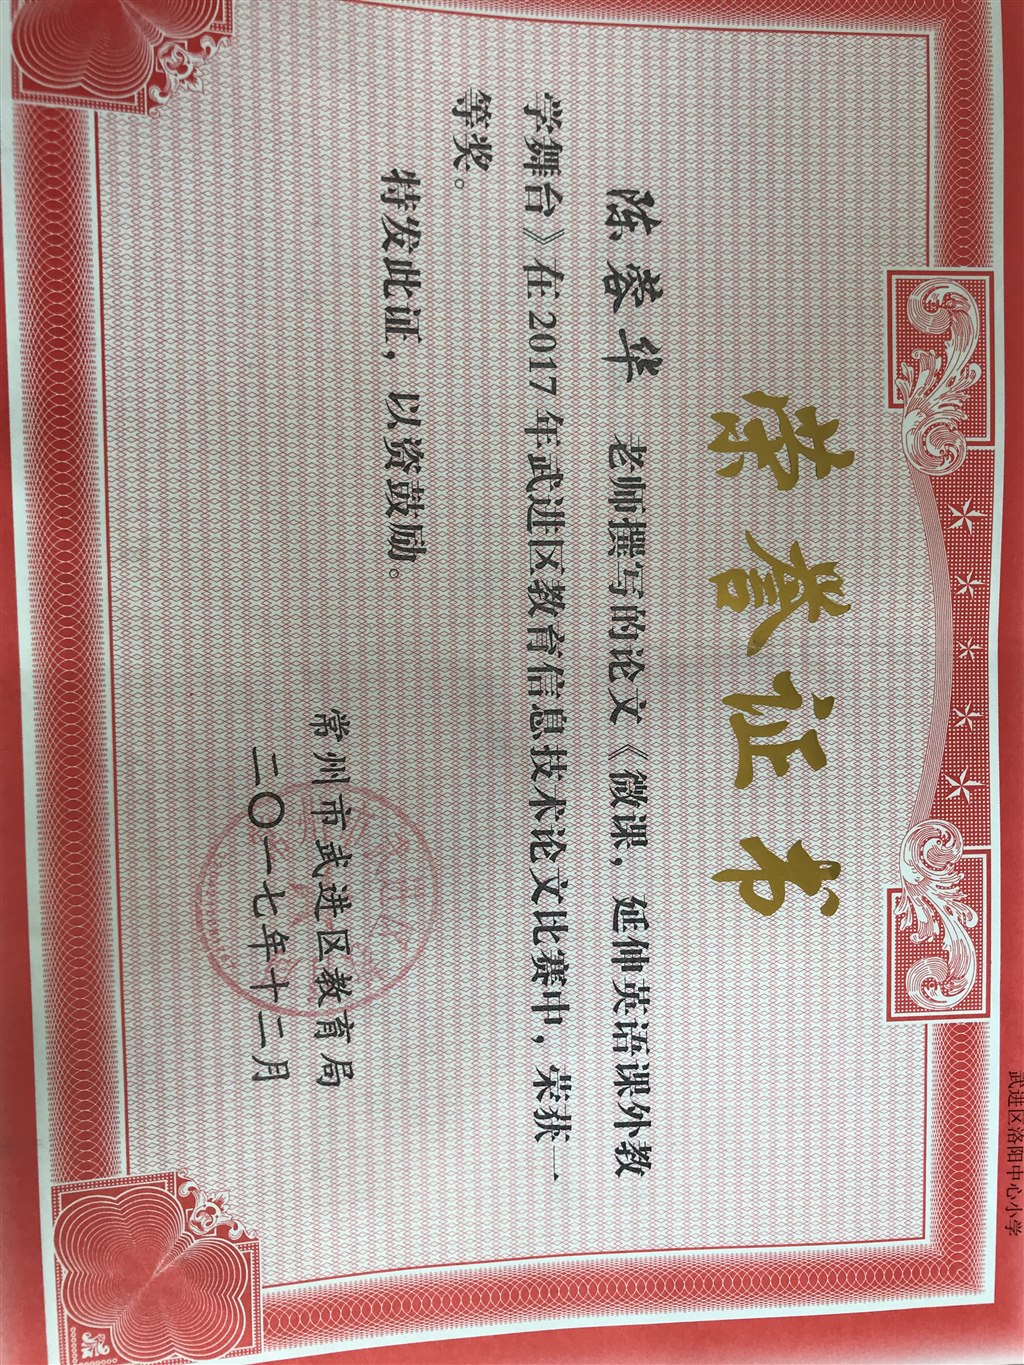 武进区洛阳中心小学
荣誉证书
陈蓉华 老师撰写的论文《微课，延伸英语课外教
学舞台》在2017年武进区教育信息技术论文比赛中，荣获一
等奖。
特发此证，以资鼓励。
常州市武进区教育局
二〇一七年十二月